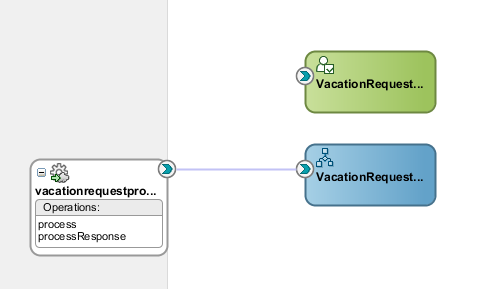 VacationRequest...
VacationRequest...
vacationrequestpro...
Operations:
process
processResponse